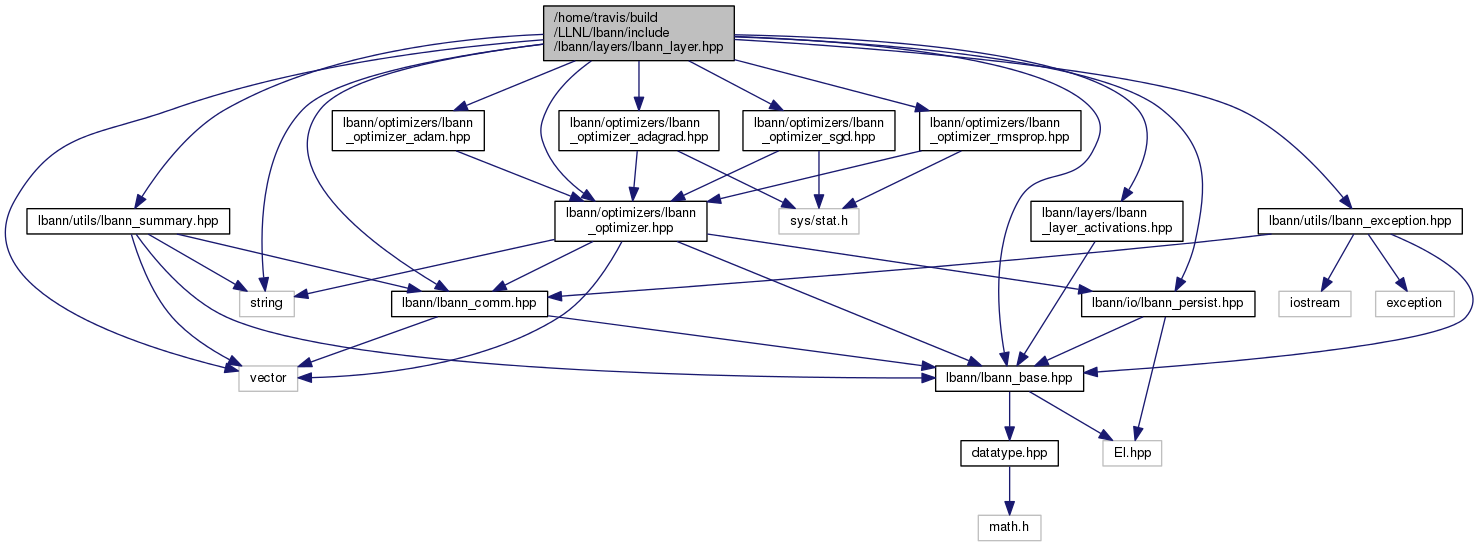 /home/travis/build
/LLNL/lbann/include
/lbann/layers/lbann_layer.hpp
lbann/optimizers/lbann
_optimizer_adam.hpp
lbann/optimizers/lbann
_optimizer_adagrad.hpp
lbann/optimizers/lbann
_optimizer_sgd.hpp
lbann/optimizers/lbann
_optimizer_rmsprop.hpp
lbann/utils/lbann_summary.hpp
lbann/optimizers/lbann
_optimizer.hpp
sys/stat.h
lbann/layers/lbann
_layer_activations.hpp
lbann/utils/lbann_exception.hpp
string
lbann/lbann_comm.hpp
lbann/io/lbann_persist.hpp
iostream
exception
vector
lbann/lbann_base.hpp
datatype.hpp
El.hpp
math.h